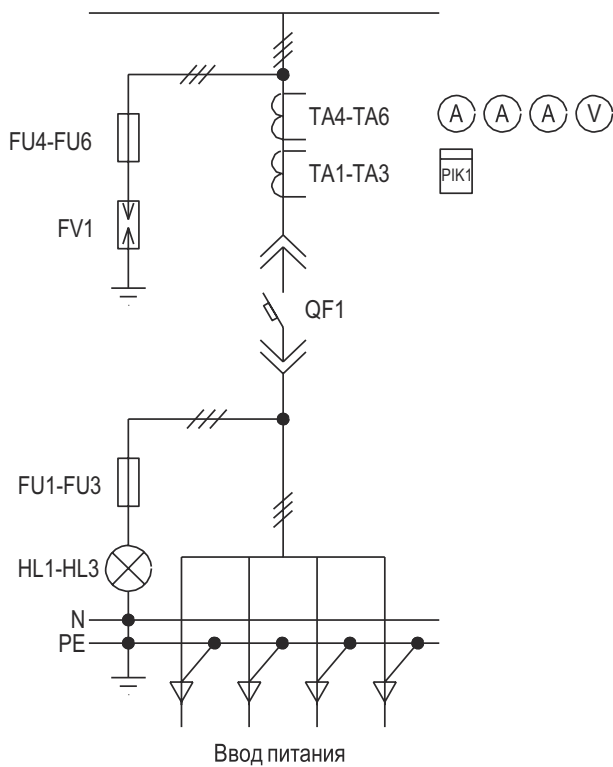 TA4-TA6
A A A V
FU4-FU6
TA1-TA3
PIK1
FV1
QF1
FU1-FU3
HL1-HL3
N
PE
Ввод питания